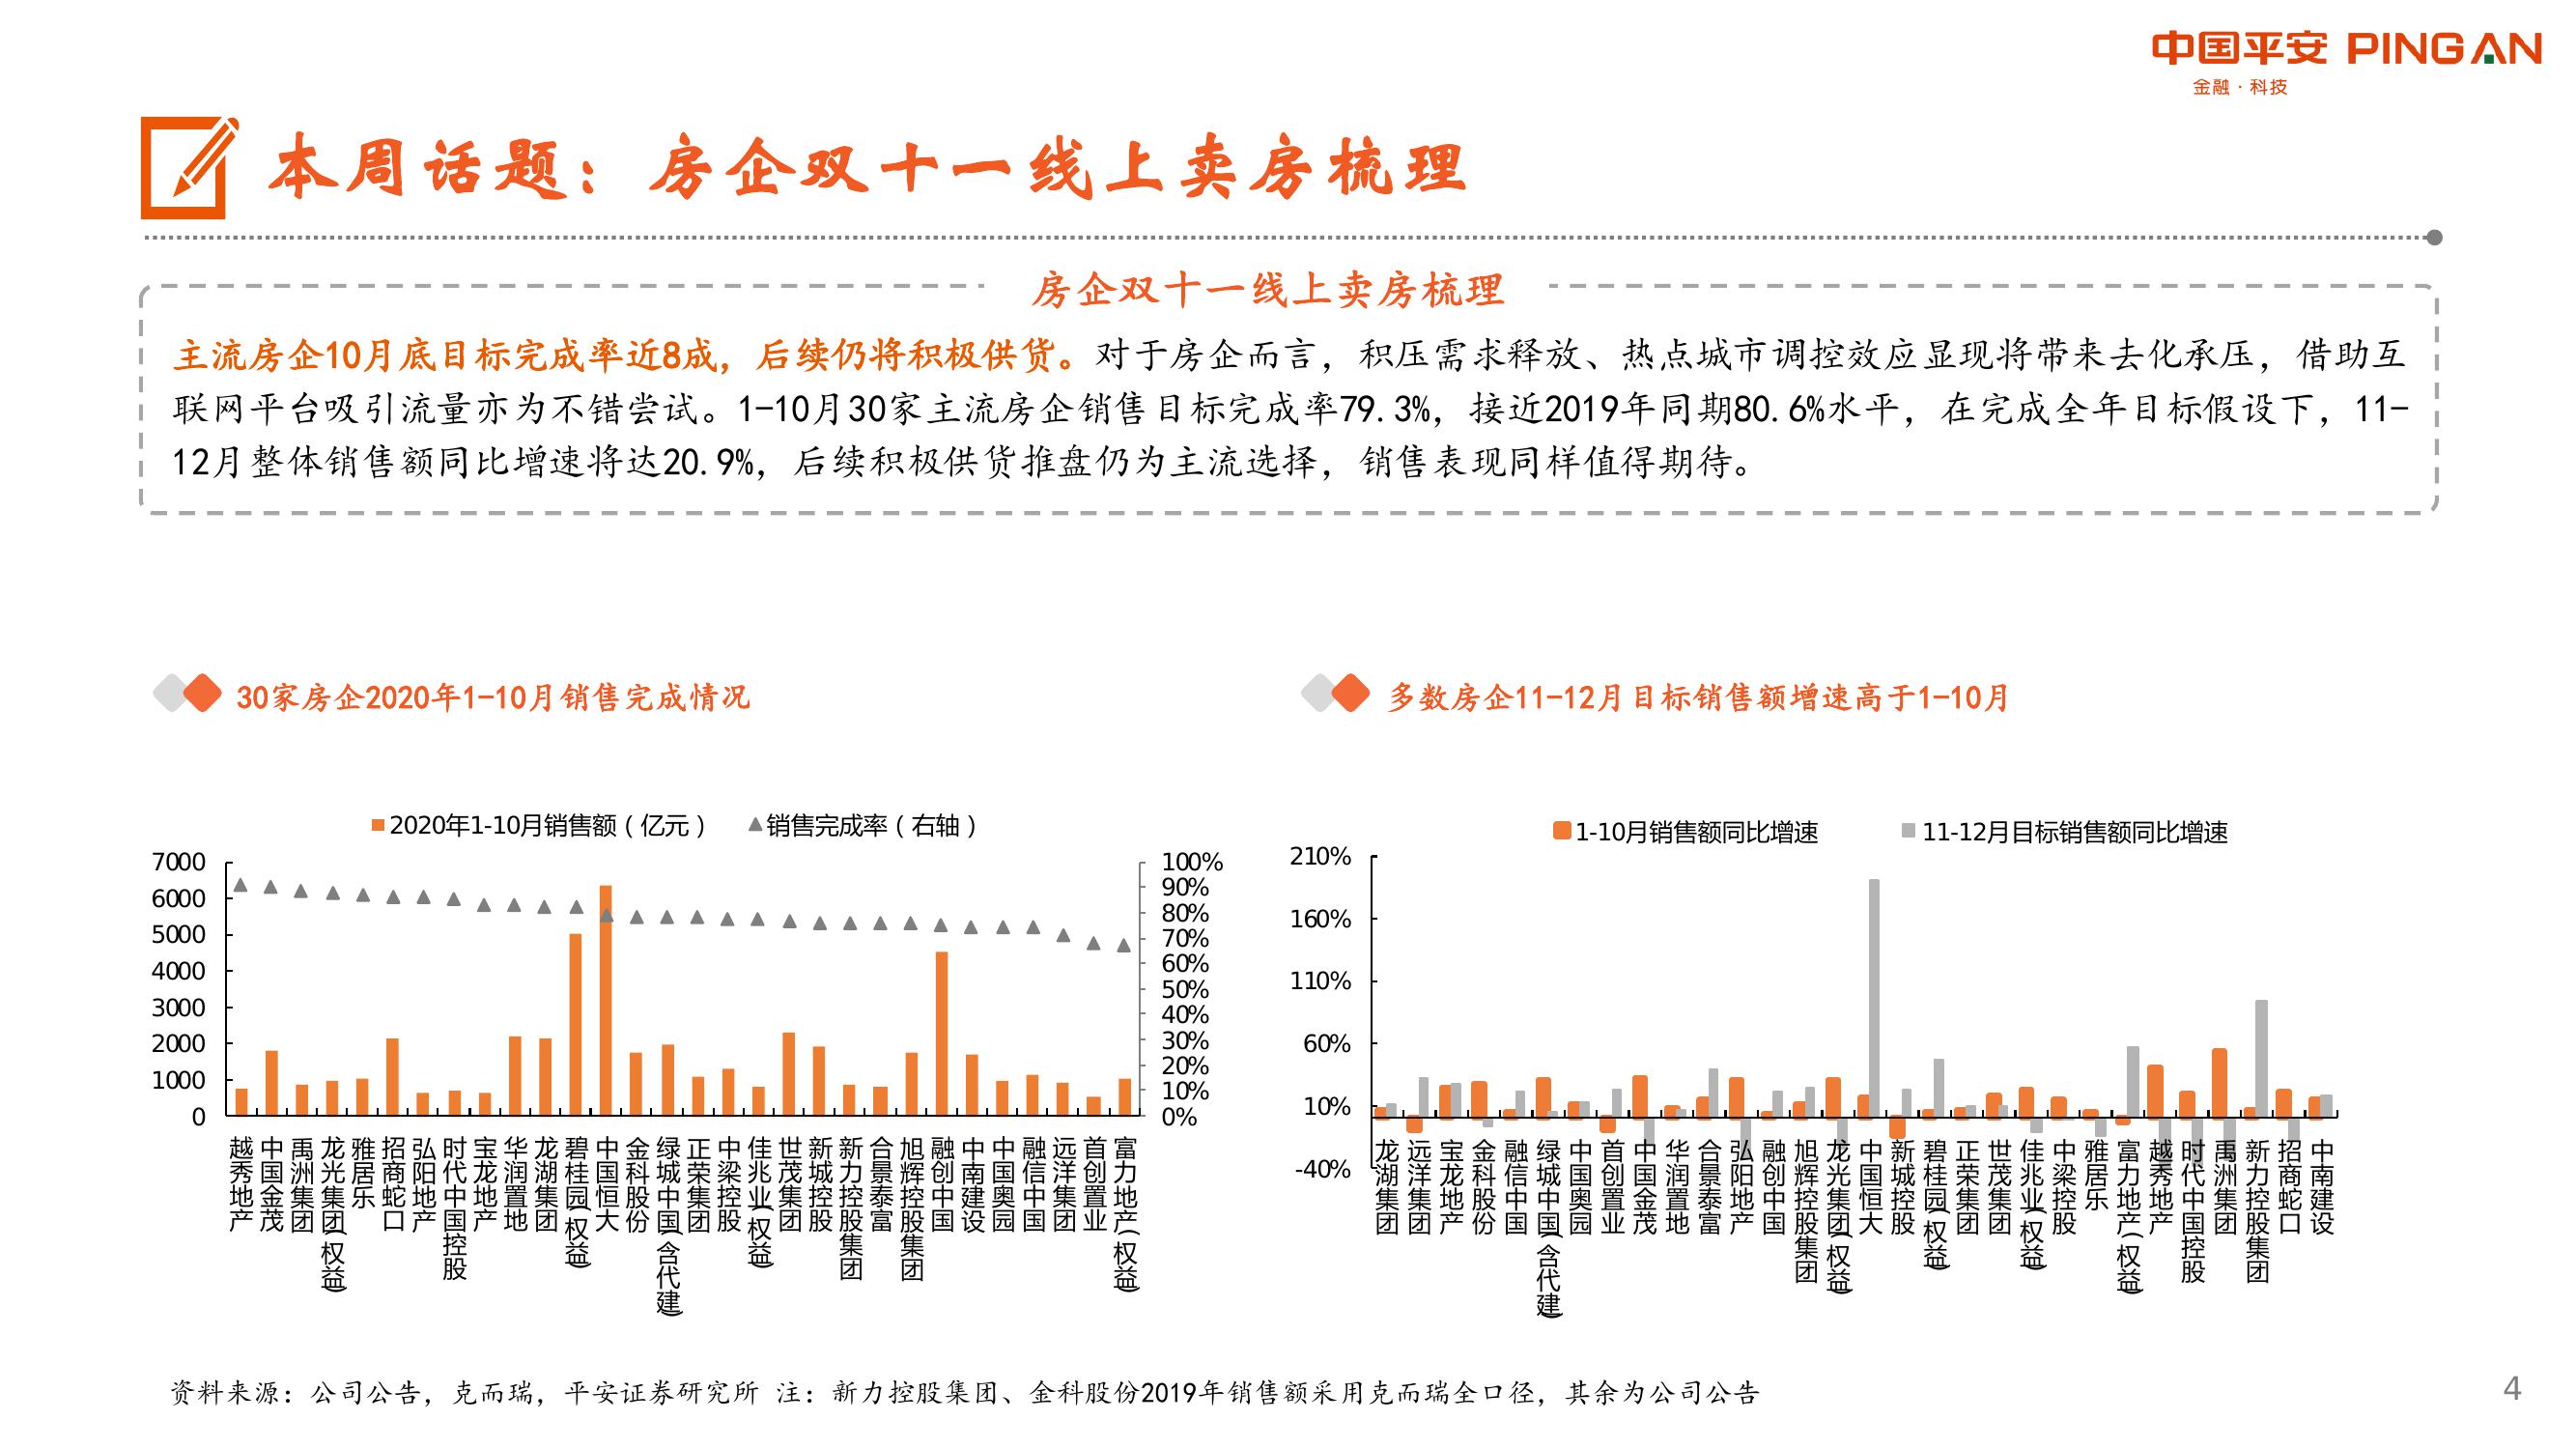 中国平安 PINGAN
金融·科技
本周话题：房企双十一线上卖房梳理
房企双十一线上卖房梳理
主流房企10月底目标完成率近8成，后续仍将积极供货。对于房企而言，积压需求释放、热点城市调控效应显现将带来去化承压，借助互
联网平台吸引流量亦为不错尝试。1-10月30家主流房企销售目标完成率79.3%，接近2019年同期80.6%水平，在完成全年目标假设下，11-
12月整体销售额同比增速将达20.9%，后续积极供货推盘仍为主流选择，销售表现同样值得期待。
30家房企2020年1-10月销售完成情况
2020年1-10月销售额（亿元）
销售完成率（右轴）
7000
6000
5000
4000
3000
2000
1000
0
100%
90%
80%
70%
60%
50%
40%
30%
20%
10%
0%
越秀地产
中国金茂
禹洲集团
龙光集团(权益)
雅居乐
招商蛇口
弘阳地产
时代中国控股
宝龙地产
华润置地
龙湖集团
碧桂园(权益)
中国恒大
金科股份
绿城中国(含代建)
正荣集团
中梁控股
佳兆业(权益)
世茂集团
新城控股
新力控股集团
合景泰富
旭辉控股集团
融创中国
中南建设
中国奥园
融信中国
远洋集团
首创置业
富力地产(权益)
多数房企11-12月目标销售额增速高于1-10月
1-10月销售额同比增速
11-12月目标销售额同比增速
210%
160%
110%
60%
10%
-40%
龙湖集团
远洋集团
宝龙地产
金科股份
融信中国
绿城中国(含代建)
中国奥园
首创置业
中国金茂
华润置地
合景泰富
弘阳地产
融创中国
旭辉控股集团
龙光集团(权益)
中国恒大
新城控股
碧桂园(权益)
正荣集团
世茂集团
佳兆业(权益)
中梁控股
雅居乐
富力地产(权益)
越秀地产
时代中国控股
禹洲集团
新力控股集团
招商蛇口
中南建设
资料来源：公司公告，克而瑞，平安证券研究所 注：新力控股集团、金科股份2019年销售额采用克而瑞全口径，其余为公司公告
4